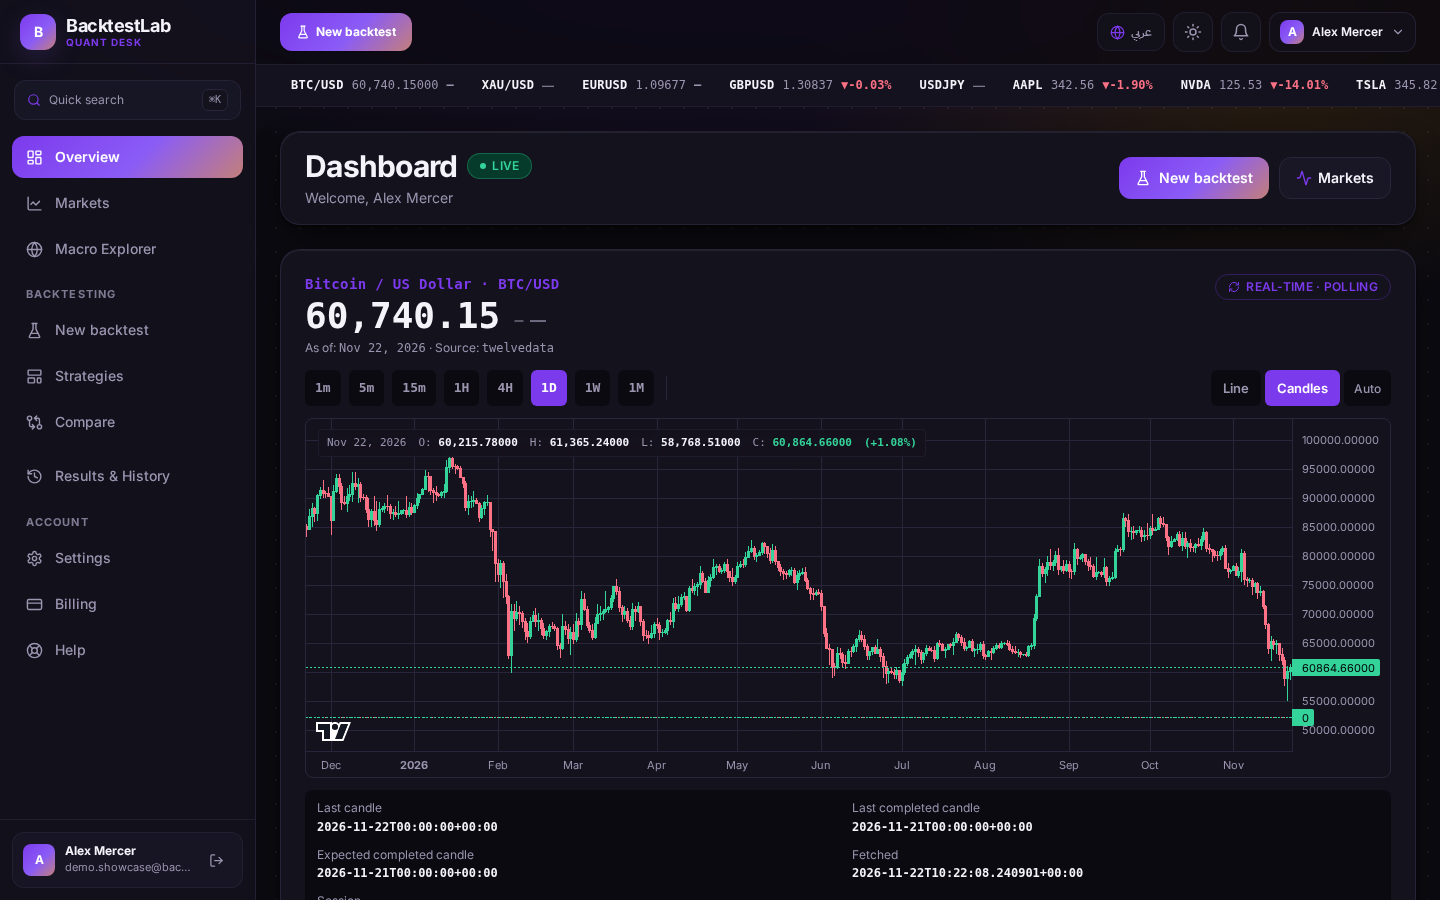 B
BacktestLab
QUANT DESK
New backtest
عربي
A
Alex Mercer
Quick search
⌘K
BTC/USD 60,740.15000 —
XAU/USD —
EURUSD 1.09677 —
GBPUSD 1.30837 ▼-0.03%
USDJPY —
AAPL 342.56 ▼-1.90%
NVDA 125.53 ▼-14.01%
TSLA 345.82
Overview
Markets
Macro Explorer
BACKTESTING
New backtest
Strategies
Compare
Results & History
ACCOUNT
Settings
Billing
Help
A
Alex Mercer
demo.showcase@bac...
Dashboard
LIVE
Welcome, Alex Mercer
New backtest
Markets
Bitcoin / US Dollar · BTC/USD
REAL-TIME · POLLING
60,740.15 — —
As of: Nov 22, 2026 · Source: twelvedata
1m 5m 15m 1H 4H 1D 1W 1M
Line Candles Auto
Nov 22, 2026 O: 60,215.78000 H: 61,365.24000 L: 58,768.51000 C: 60,864.66000 (+1.08%)
100000.00000
95000.00000
90000.00000
85000.00000
80000.00000
75000.00000
70000.00000
65000.00000
60864.66000
55000.00000
0
50000.00000
Dec 2026 Feb Mar Apr May Jun Jul Aug Sep Oct Nov
Last candle
2026-11-22T00:00:00+00:00
Last completed candle
2026-11-21T00:00:00+00:00
Expected completed candle
2026-11-21T00:00:00+00:00
Fetched
2026-11-22T10:22:08.240901+00:00
Session